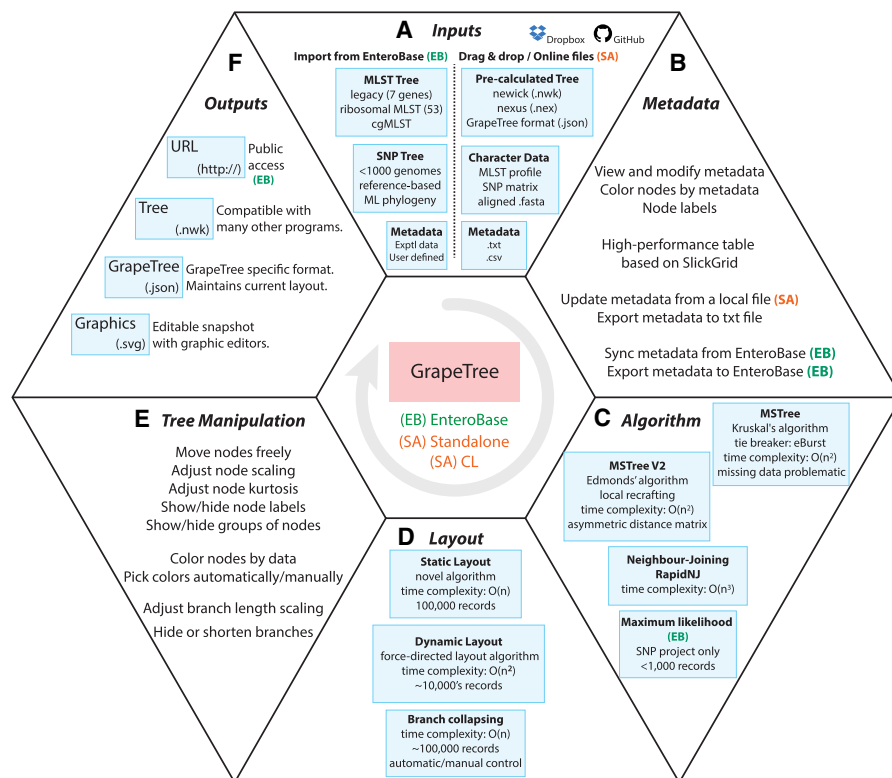 A Inputs
Dropbox
GitHub
Import from EnteroBase (EB)
Drag & drop / Online files (SA)
MLST Tree
legacy (7 genes)
ribosomal MLST (53)
cgMLST
SNP Tree
<1000 genomes
reference-based
ML phylogeny
Metadata
Exptl data
User defined
Pre-calculated Tree
newick (.nwk)
nexus (.nex)
GrapeTree format (.json)
Character Data
MLST profile
SNP matrix
aligned .fasta
Metadata
.txt
.csv
B
Metadata
View and modify metadata
Color nodes by metadata
Node labels
High-performance table
based on SlickGrid
Update metadata from a local file (SA)
Export metadata to txt file
Sync metadata from EnteroBase (EB)
Export metadata to EnteroBase (EB)
C Algorithm
MSTree
Kruskal's algorithm
tie breaker: eBurst
time complexity: O(n²)
missing data problematic
MSTree V2
Edmonds' algorithm
local recrafting
time complexity: O(n²)
asymmetric distance matrix
Neighbour-Joining
RapidNJ
time complexity: O(n³)
Maximum likelihood
(EB)
SNP project only
<1,000 records
D Layout
Static Layout
novel algorithm
time complexity: O(n)
100,000 records
Dynamic Layout
force-directed layout algorithm
time complexity: O(n²)
~10,000's records
Branch collapsing
time complexity: O(n)
~100,000 records
automatic/manual control
E Tree Manipulation
Move nodes freely
Adjust node scaling
Adjust node kurtosis
Show/hide node labels
Show/hide groups of nodes
Color nodes by data
Pick colors automatically/manually
Adjust branch length scaling
Hide or shorten branches
F
Outputs
URL
(http://)
Public
access
(EB)
Tree
(.nwk)
Compatible with
many other programs.
GrapeTree
(.json)
GrapeTree specific format.
Maintains current layout.
Graphics
(.svg)
Editable snapshot
with graphic editors.
GrapeTree
(EB) EnteroBase
(SA) Standalone
(SA) CL